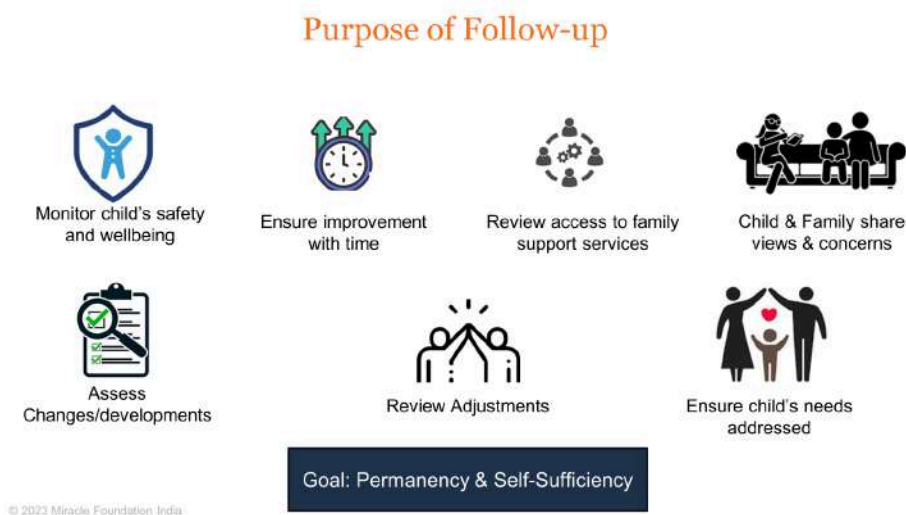 Purpose of Follow-up
Monitor child's safety
and wellbeing
Ensure improvement
with time
Review access to family
support services
Child & Family share
views & concerns
Assess
Changes/developments
Review Adjustments
Ensure child's needs
addressed
Goal: Permanency & Self-Sufficiency
© 2023 Miracle Foundation India